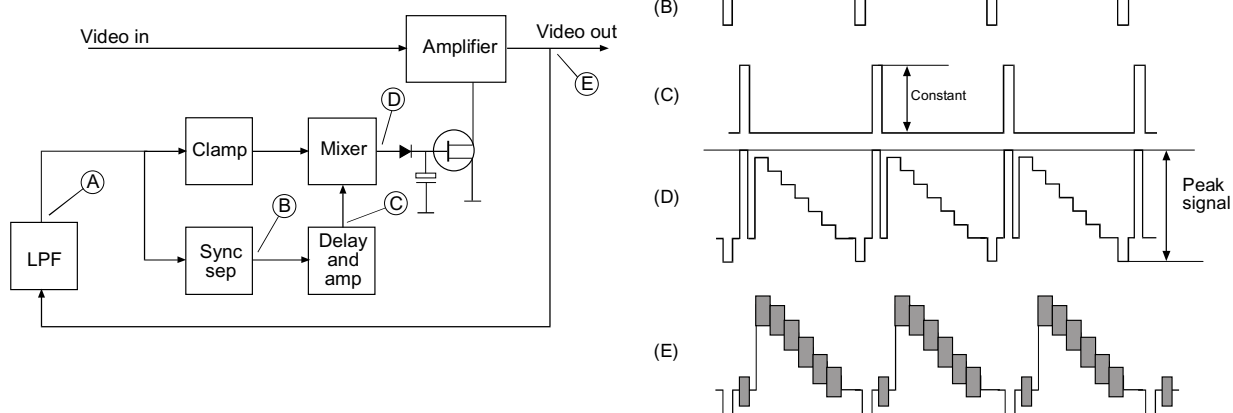 Video in
Amplifier
Video out
E
D
Clamp
Mixer
A
B
C
LPF
Sync
sep
Delay
and
amp
(B)
(C)
Constant
(D)
Peak
signal
(E)